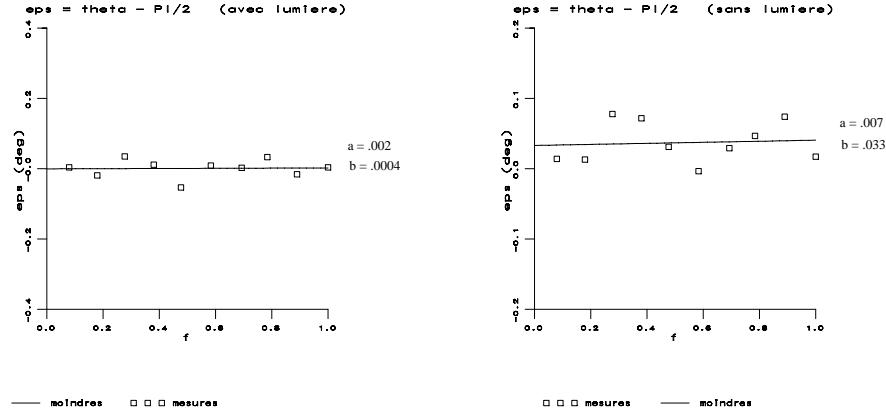 eps = theta - PI/2 (avec lumiere)
0.4
0.2
-0.0
-0.2
-0.4
eps (deg)
0.0 0.2 0.4 0.6 0.8 1.0
f
a = .002
b = .0004
moindres mesures
eps = theta - PI/2 (sans lumiere)
0.2
0.1
0.0
-0.1
-0.2
eps (deg)
0.0 0.2 0.4 0.6 0.8 1.0
f
a = .007
b = .033
mesures moindres